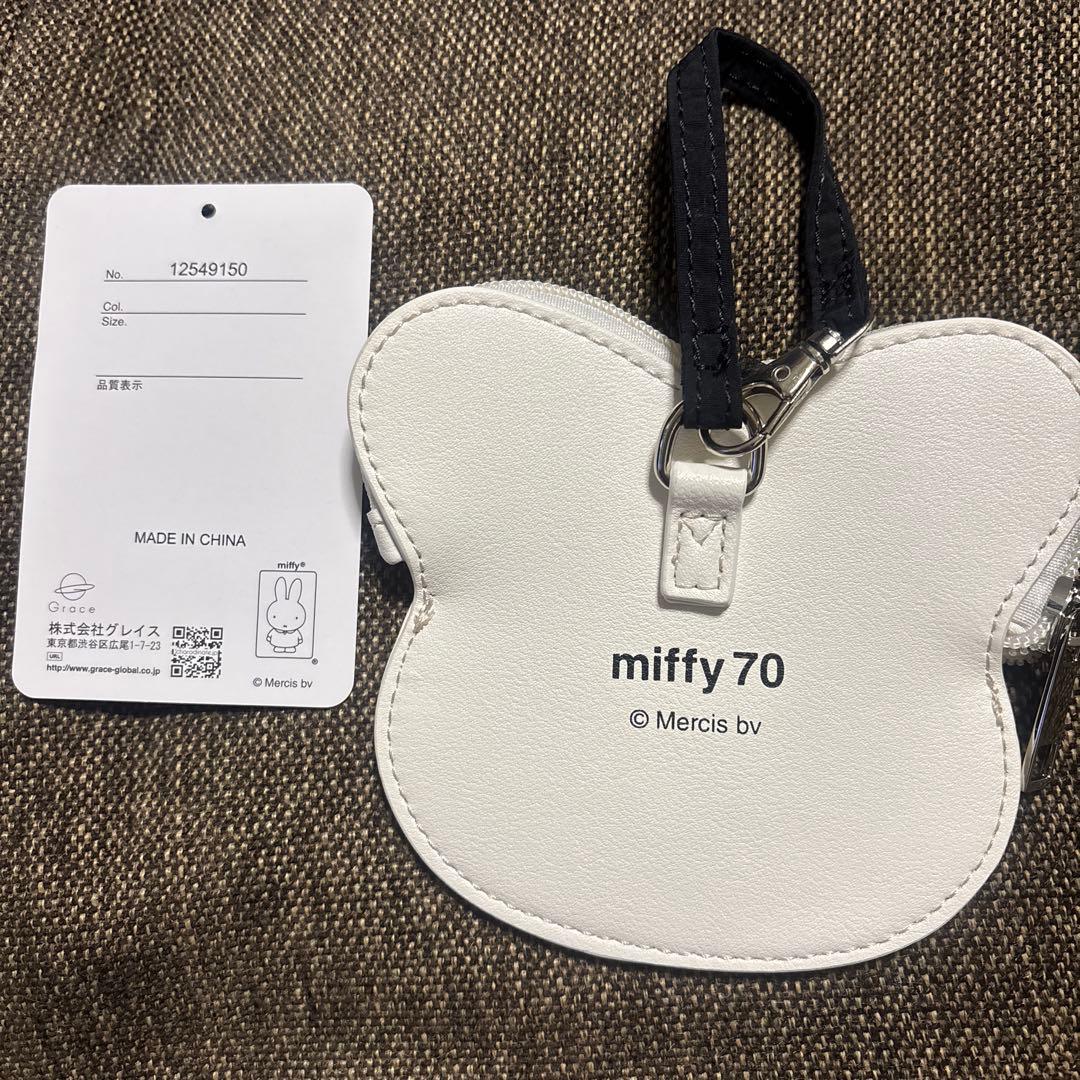 No. 12549150
Col.
Size.
品質表示
MADE IN CHINA
Grace
株式会社グレイス
東京都渋谷区広尾1-7-23
URL
http://www.grace-global.co.jp
miffy®
®
© Mercis bv
miffy 70
© Mercis bv